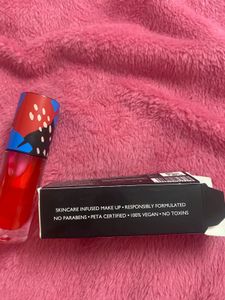 SKINCARE INFUSED MAKE UP • RESPONSIBLY FORMULATED
NO PARABENS • PETA CERTIFIED • 100% VEGAN • NO TOXINS